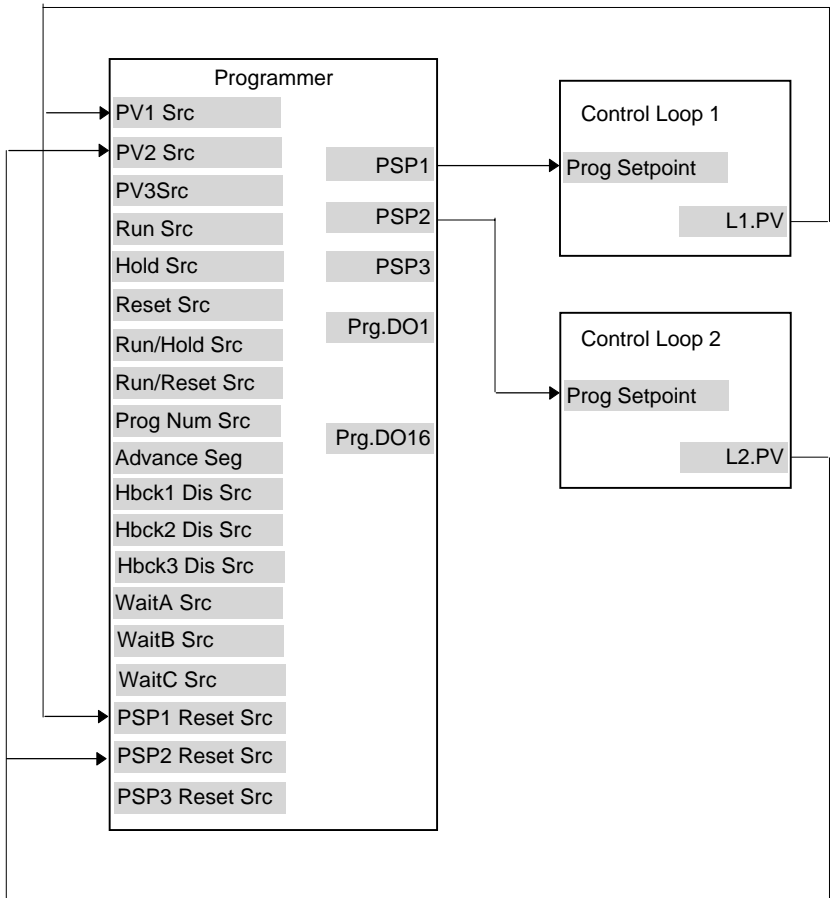 Programmer
PV1 Src
PV2 Src
PV3Src
Run Src
Hold Src
Reset Src
Run/Hold Src
Run/Reset Src
Prog Num Src
Advance Seg
Hbck1 Dis Src
Hbck2 Dis Src
Hbck3 Dis Src
WaitA Src
WaitB Src
WaitC Src
PSP1 Reset Src
PSP2 Reset Src
PSP3 Reset Src
PSP1
PSP2
PSP3
Prg.DO1
Prg.DO16
Control Loop 1
Prog Setpoint
L1.PV
Control Loop 2
Prog Setpoint
L2.PV